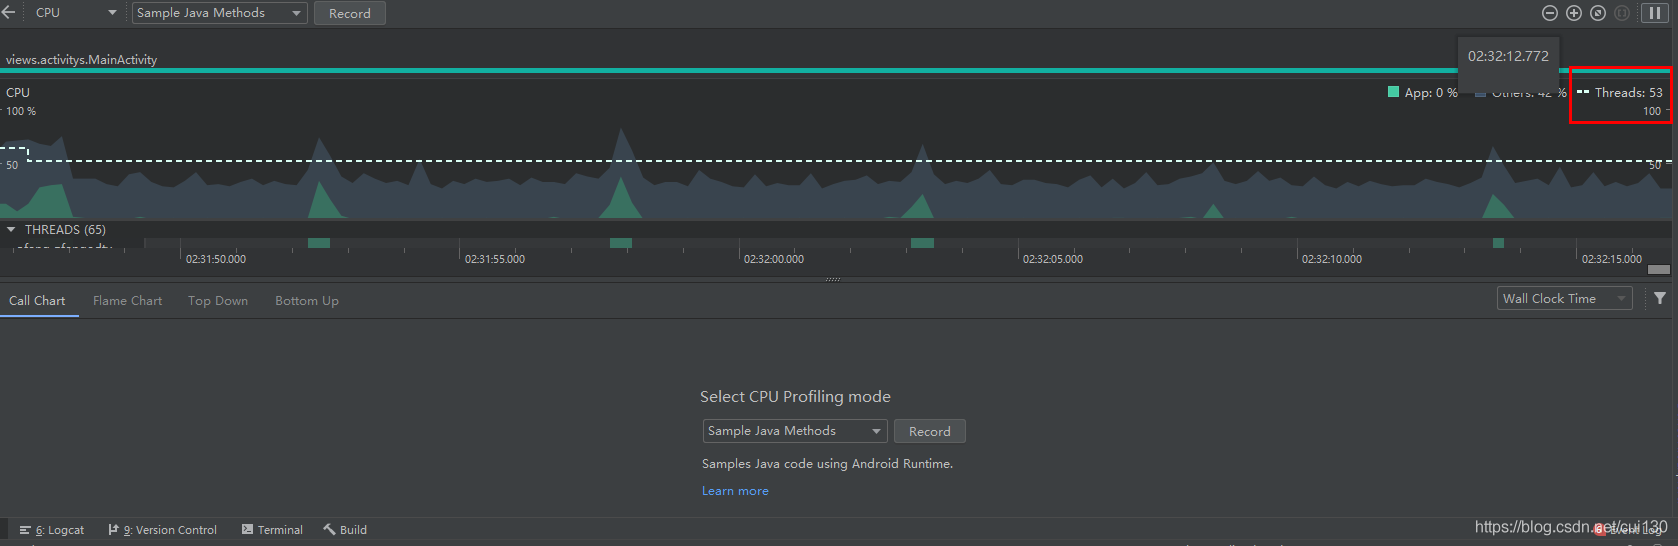 CPU Sample Java Methods Record
02:32:12.772
views.activitys.MainActivity
CPU App: 0 % Others: 42 % Threads: 53
100 % 100
50 50
THREADS (65)
02:31:50.000 02:31:55.000 02:32:00.000 02:32:05.000 02:32:10.000 02:32:15.000
Call Chart Flame Chart Top Down Bottom Up Wall Clock Time
Select CPU Profiling mode
Sample Java Methods Record
Samples Java code using Android Runtime.
Learn more
6: Logcat 9: Version Control Terminal Build Event Log
https://blog.csdn.net/cui130